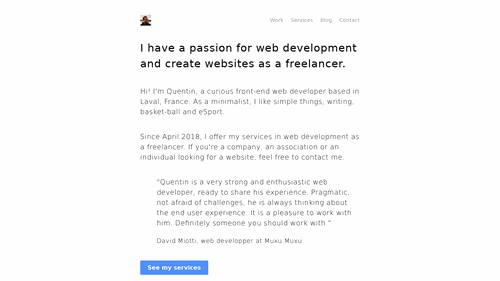 Work Services Blog Contact
I have a passion for web development
and create websites as a freelancer.
Hi! I'm Quentin, a curious front-end web developer based in
Laval, France. As a minimalist, I like simple things, writing,
basket-ball and eSport.
Since April 2018, I offer my services in web development as
a freelancer. If you're a company, an association or an
individual looking for a website, feel free to contact me.
"Quentin is a very strong and enthusiastic web
developer, ready to share his experience. Pragmatic,
not afraid of challenges, he is always thinking about
the end user experience. It is a pleasure to work with
him. Definitely someone you should work with "
David Miotti, web developper at Muxu Muxu
See my services